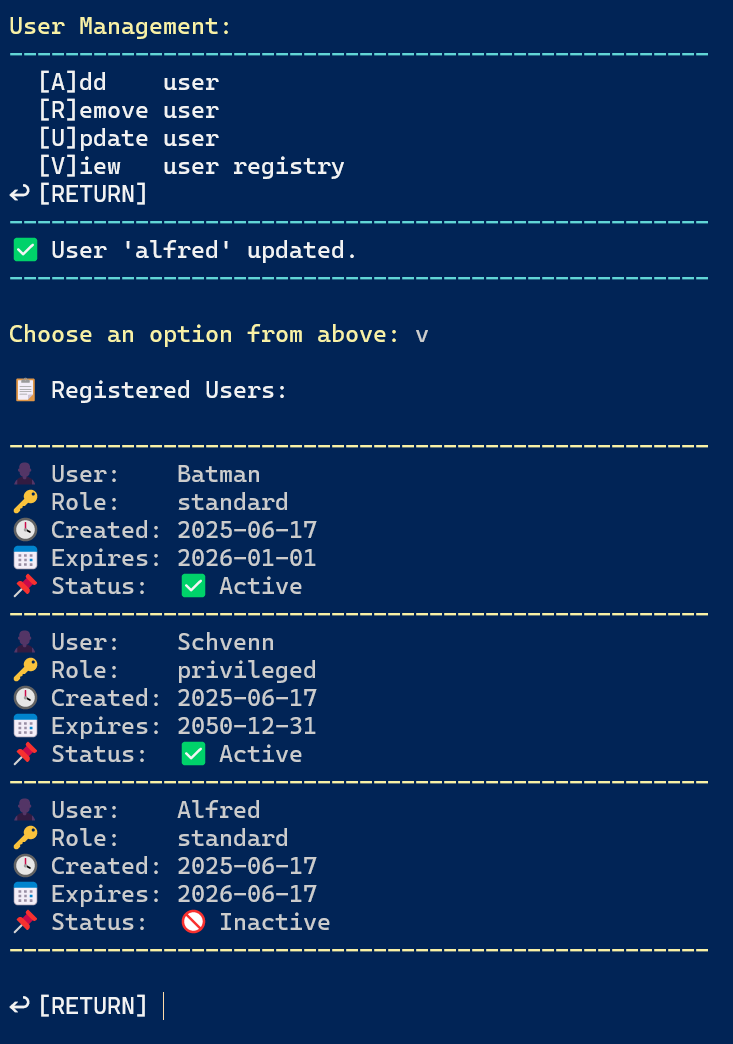 User Management:
[A]dd    user
[R]emove user
[U]pdate user
[V]iew   user registry
↩ [RETURN]
✅ User 'alfred' updated.
Choose an option from above: v
📋 Registered Users:
👤 User:    Batman
🔑 Role:    standard
🕒 Created: 2025-06-17
📅 Expires: 2026-01-01
📌 Status:  ✅ Active
👤 User:    Schvenn
🔑 Role:    privileged
🕒 Created: 2025-06-17
📅 Expires: 2050-12-31
📌 Status:  ✅ Active
👤 User:    Alfred
🔑 Role:    standard
🕒 Created: 2025-06-17
📅 Expires: 2026-06-17
📌 Status:  🚫 Inactive
↩ [RETURN]